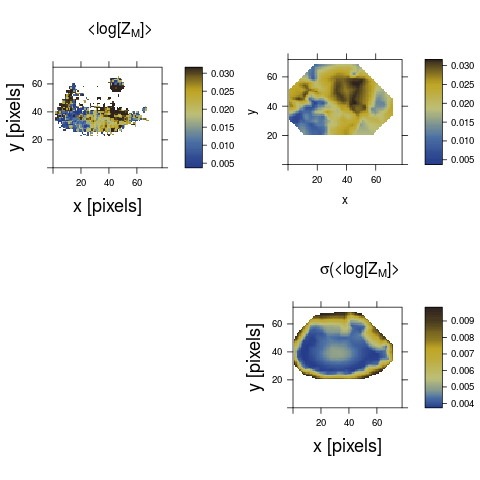 <log[Z_M]>
60
40
20
y [pixels]
20 40 60
x [pixels]
0.030
0.025
0.020
0.015
0.010
0.005
60
40
20
y
20 40 60
x
0.030
0.025
0.020
0.015
0.010
0.005
σ(<log[Z_M]>
60
40
20
y [pixels]
20 40 60
x [pixels]
0.009
0.008
0.007
0.006
0.005
0.004